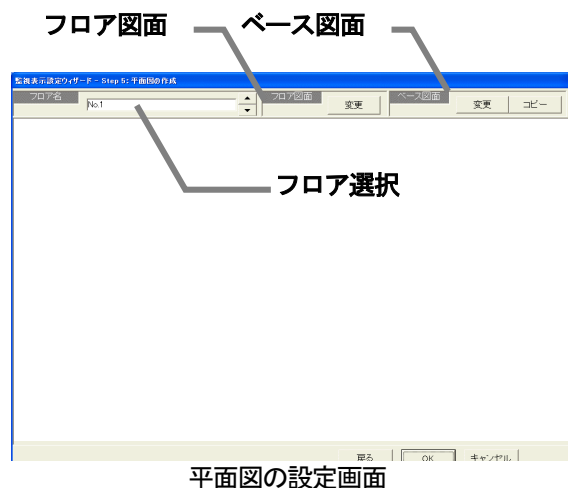 フロア図面 ベース図面
監視表示設定ウィザード - Step 5: 平面図の作成
フロア名 No.1 フロア図面 変更 ベース図面 変更 コピー
フロア選択
戻る OK キャンセル
平面図の設定画面